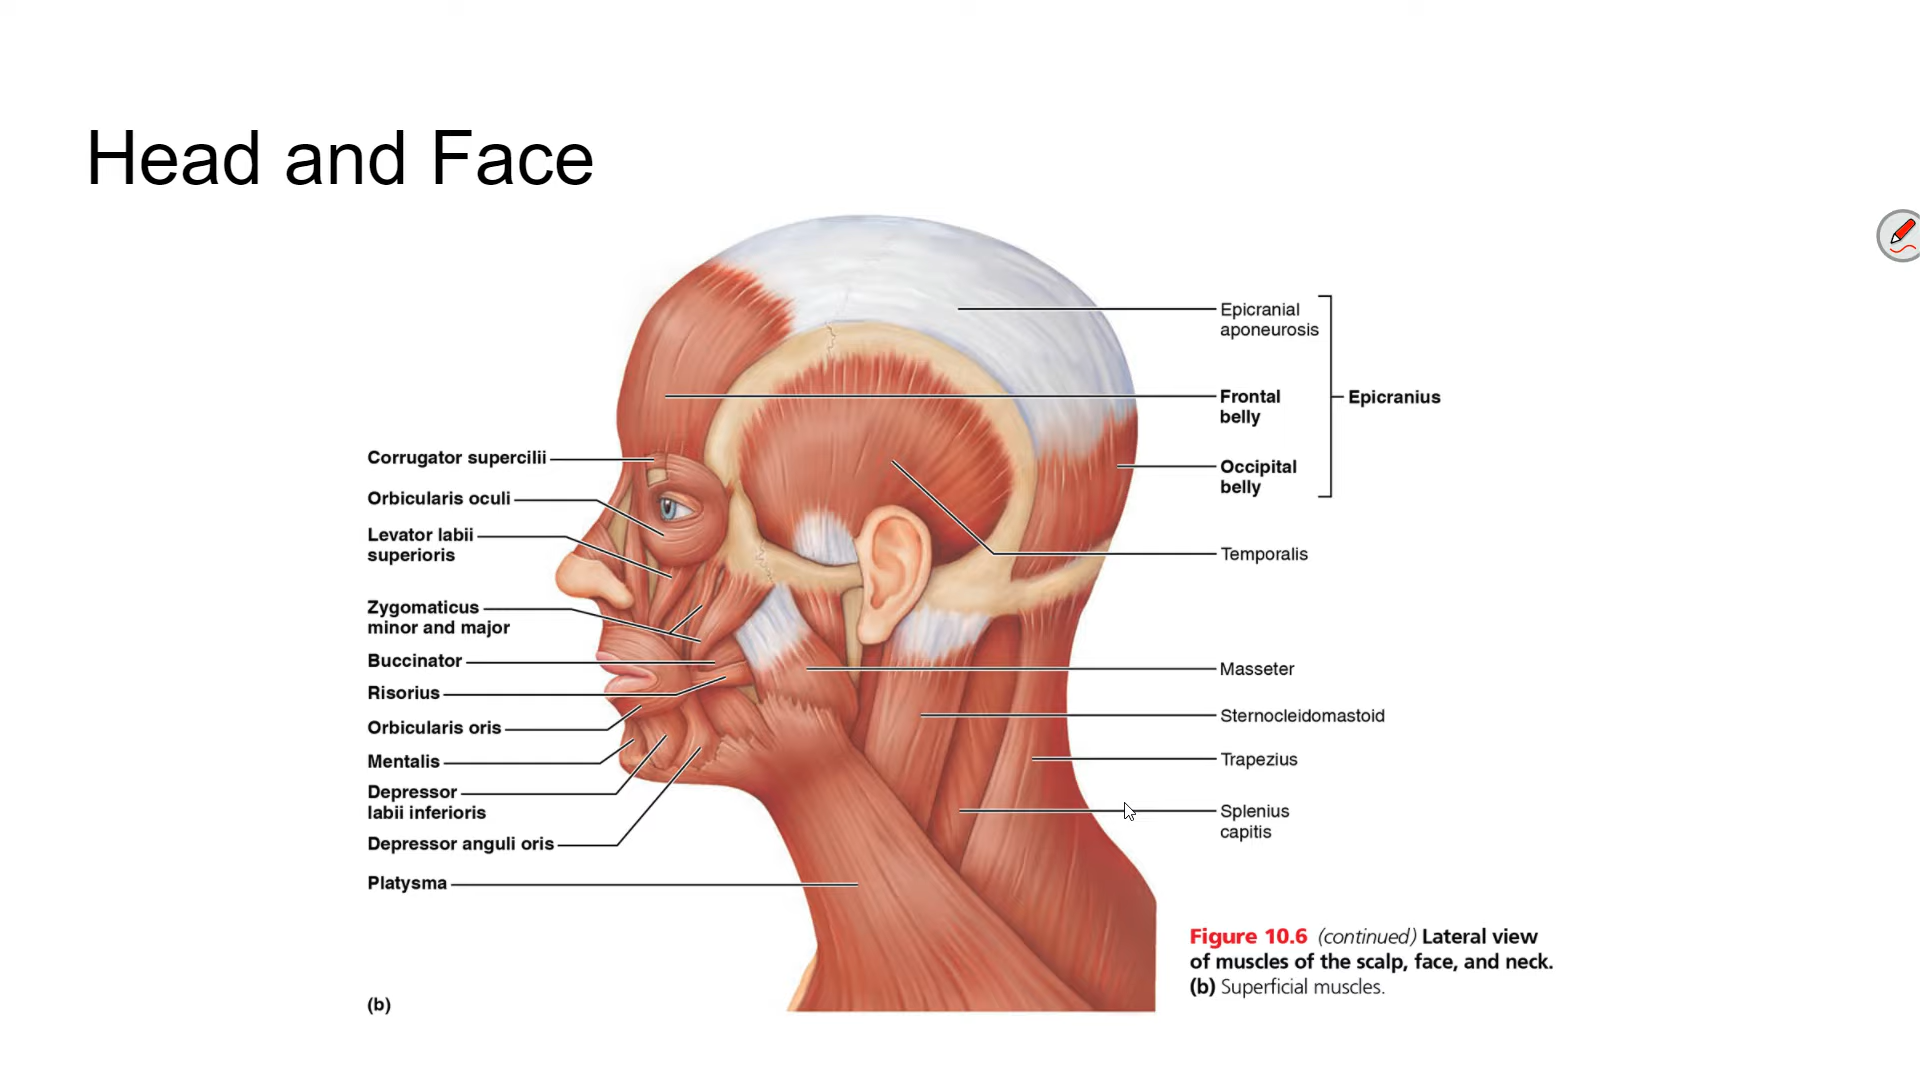 Head and Face
Corrugator supercilii
Orbicularis oculi
Levator labii
superioris
Zygomaticus
minor and major
Buccinator
Risorius
Orbicularis oris
Mentalis
Depressor
labii inferioris
Depressor anguli oris
Platysma
(b)
Epicranial
aponeurosis
Frontal
belly
Epicranius
Occipital
belly
Temporalis
Masseter
Sternocleidomastoid
Trapezius
Splenius
capitis
Figure 10.6 (continued) Lateral view
of muscles of the scalp, face, and neck.
(b) Superficial muscles.